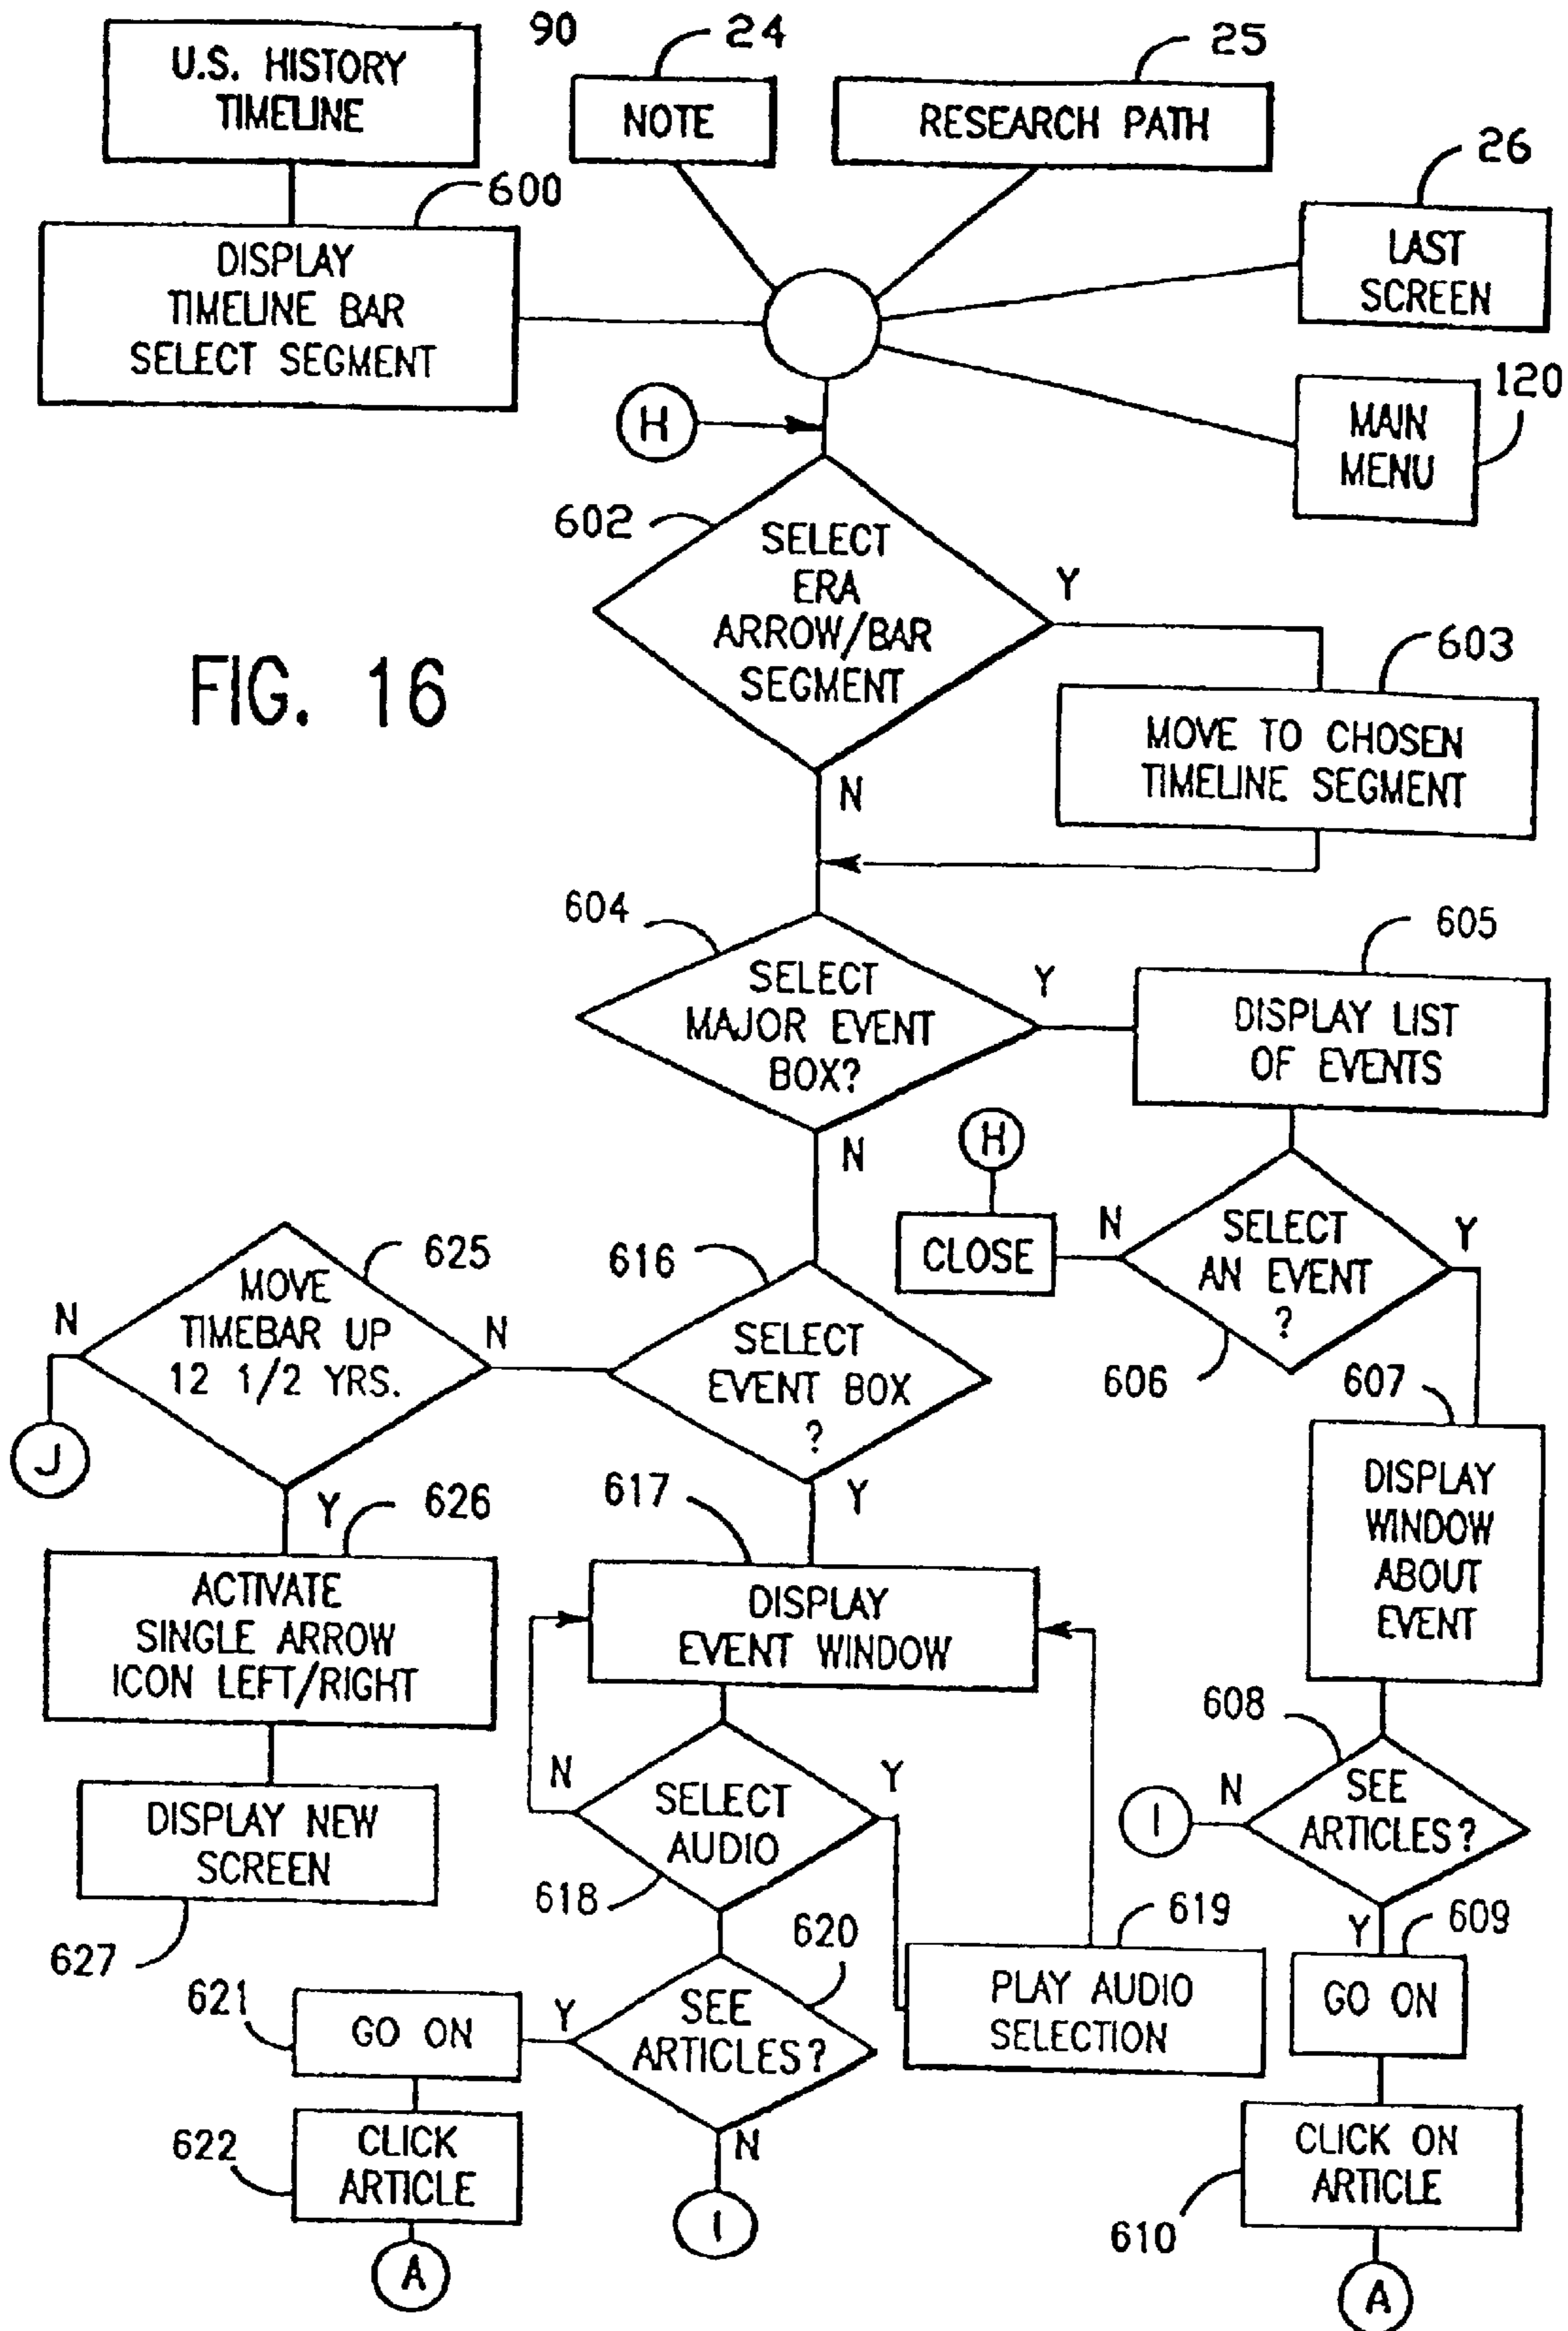 U.S. HISTORY
TIMELINE
90
24
NOTE
25
RESEARCH PATH
26
LAST
SCREEN
600
DISPLAY
TIMELINE BAR
SELECT SEGMENT
120
MAIN
MENU
H
602
SELECT
ERA
ARROW/BAR
SEGMENT
Y
N
603
MOVE TO CHOSEN
TIMELINE SEGMENT
FIG. 16
604
SELECT
MAJOR EVENT
BOX?
Y
N
605
DISPLAY LIST
OF EVENTS
H
CLOSE
N
SELECT
AN EVENT
?
Y
606
607
DISPLAY
WINDOW
ABOUT
EVENT
625
MOVE
TIMEBAR UP
12 1/2 YRS.
N
N
J
Y
616
SELECT
EVENT BOX
?
Y
626
ACTIVATE
SINGLE ARROW
ICON LEFT/RIGHT
DISPLAY NEW
SCREEN
627
617
DISPLAY
EVENT WINDOW
N
SELECT
AUDIO
Y
618
619
PLAY AUDIO
SELECTION
620
SEE
ARTICLES?
Y
N
I
621
GO ON
622
CLICK
ARTICLE
A
608
SEE
ARTICLES?
N
I
Y
609
GO ON
CLICK ON
ARTICLE
610
A